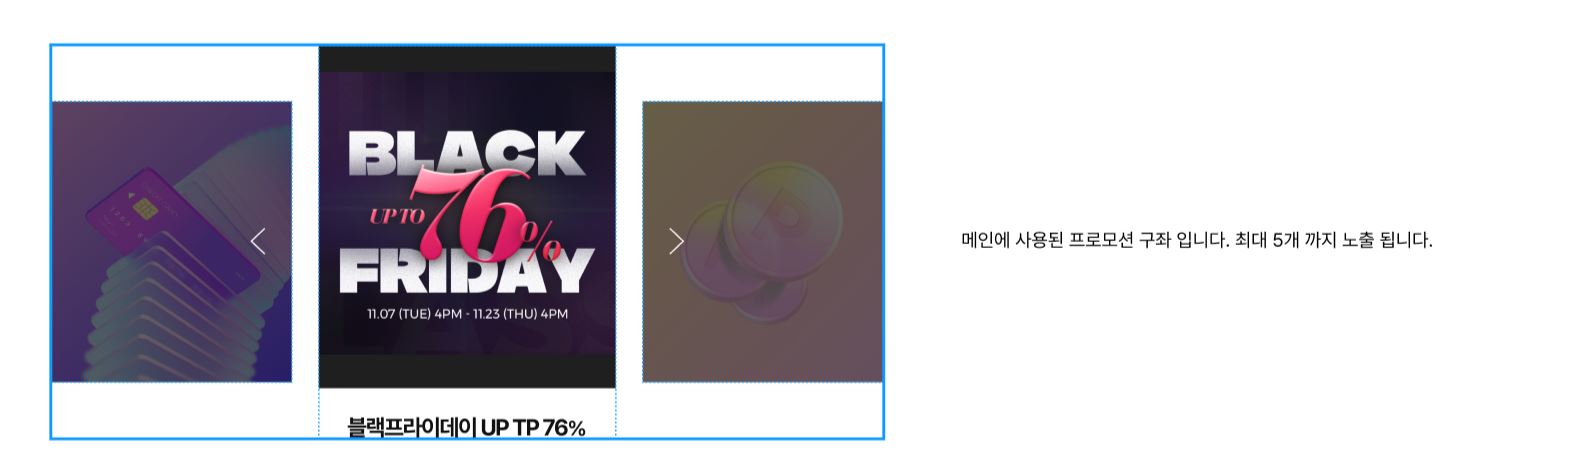 BLACK
UP TO 76%
FRIDAY
11.07 (TUE) 4PM - 11.23 (THU) 4PM
블랙프라이데이 UP TP 76%
메인에 사용된 프로모션 구좌 입니다. 최대 5개 까지 노출 됩니다.